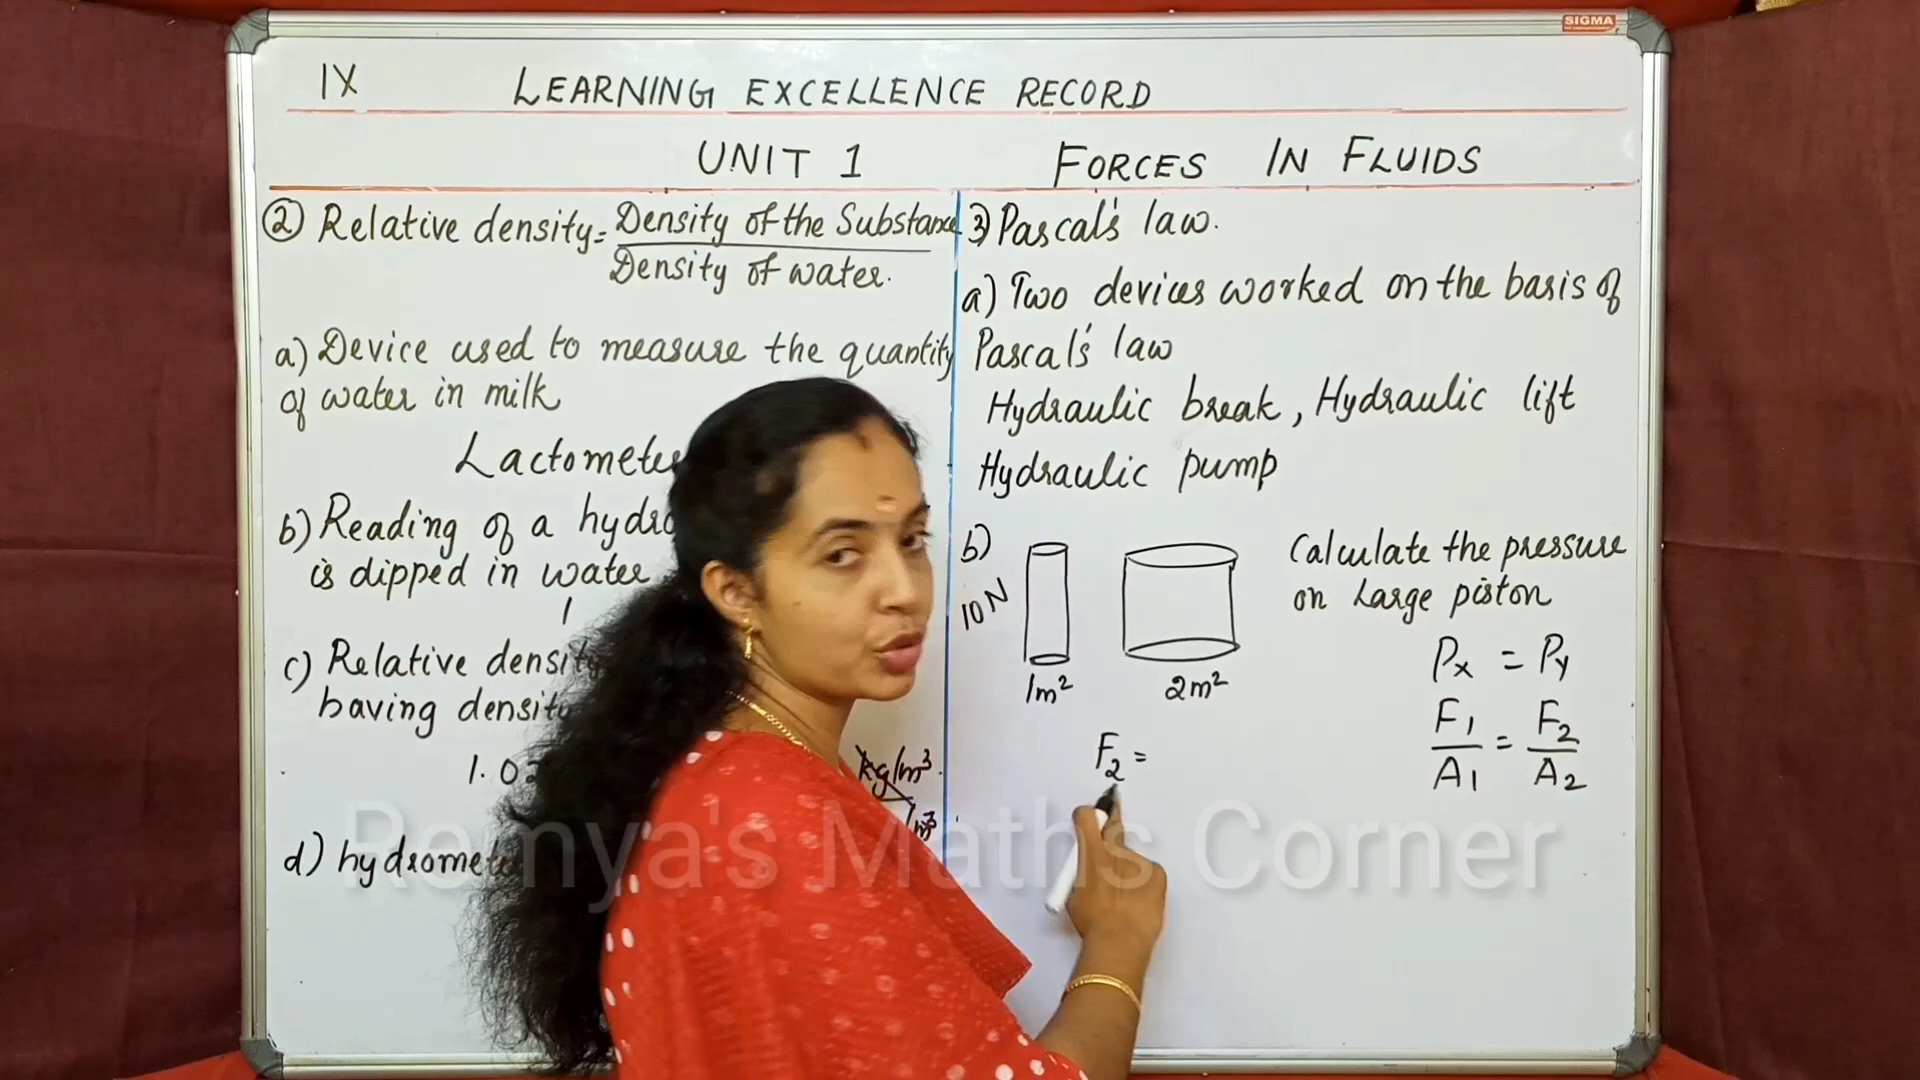 SIGMA
IX LEARNING EXCELLENCE RECORD
UNIT 1 FORCES IN FLUIDS
② Relative density = Density of the Substance
Density of water.
a) Device used to measure the quantity
of water in milk
Lactomete
b) Reading of a hydro
is dipped in water
1
c) Relative densit
having density
1.02
kg/m³
/m³
d) hydromete
3) Pascal's law.
a) Two devices worked on the basis of
Pascal's law
Hydraulic break, Hydraulic lift
Hydraulic pump
b)
10 N
1m² 2m²
Calculate the pressure
on Large piston
Px = Py
F1 = F2
A1 A2
F2 =
Remya's Maths Corner